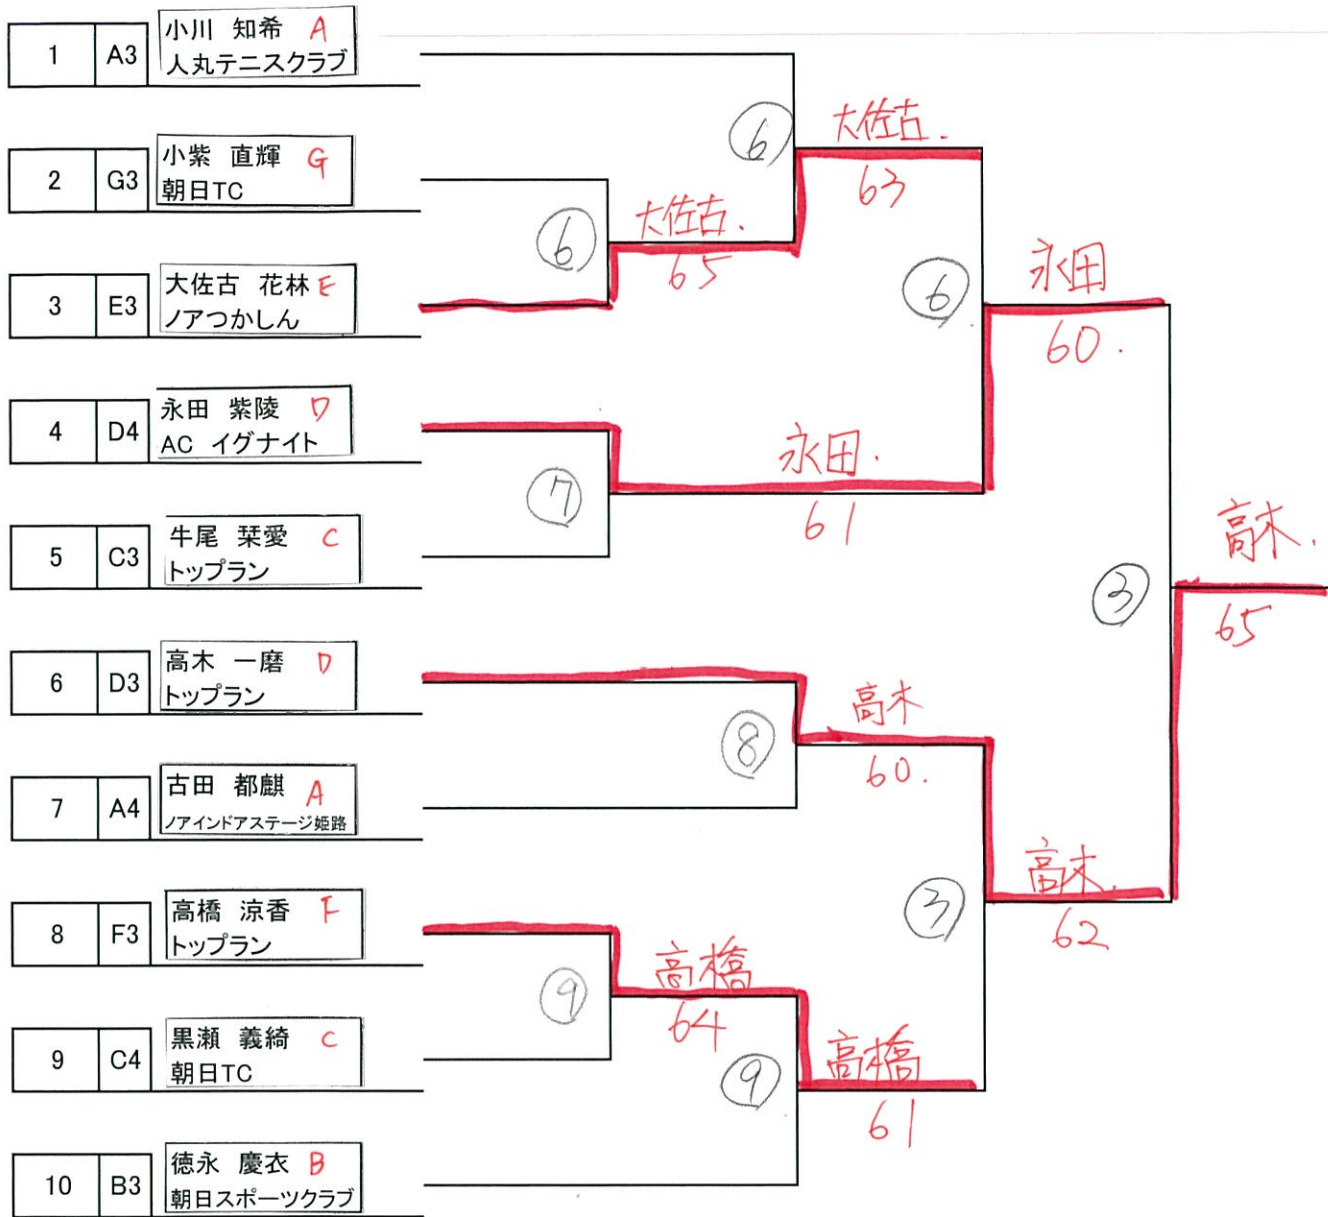 1 A3 小川 知希 A
人丸テニスクラブ
2 G3 小紫 直輝 G
朝日TC
3 E3 大佐古 花林 E
ノアつかしん
4 D4 永田 紫陵 D
AC イグナイト
5 C3 牛尾 栞愛 C
トップラン
6 D3 高木 一磨 D
トップラン
7 A4 古田 都麒 A
ノアインドアステージ姫路
8 F3 高橋 涼香 F
トップラン
9 C4 黒瀬 義綺 C
朝日TC
10 B3 徳永 慶衣 B
朝日スポーツクラブ
⑥
大佐古.
65
⑦
永田.
61
⑨
高橋
64
⑥
大佐古.
63
⑧
高木
60.
⑨
高橋
61
⑥
永田
60.
③
高木.
62
③
高木.
65